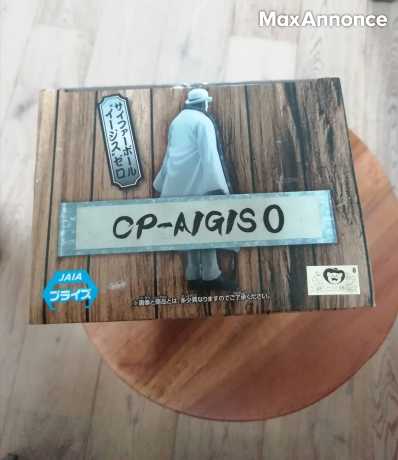 MaxAnnonce
サイファーポール
"イージス"ゼロ
CP-AIGIS 0
JAIA
プライズ
※画像と商品とは、多少異なりますのでご了承ください。